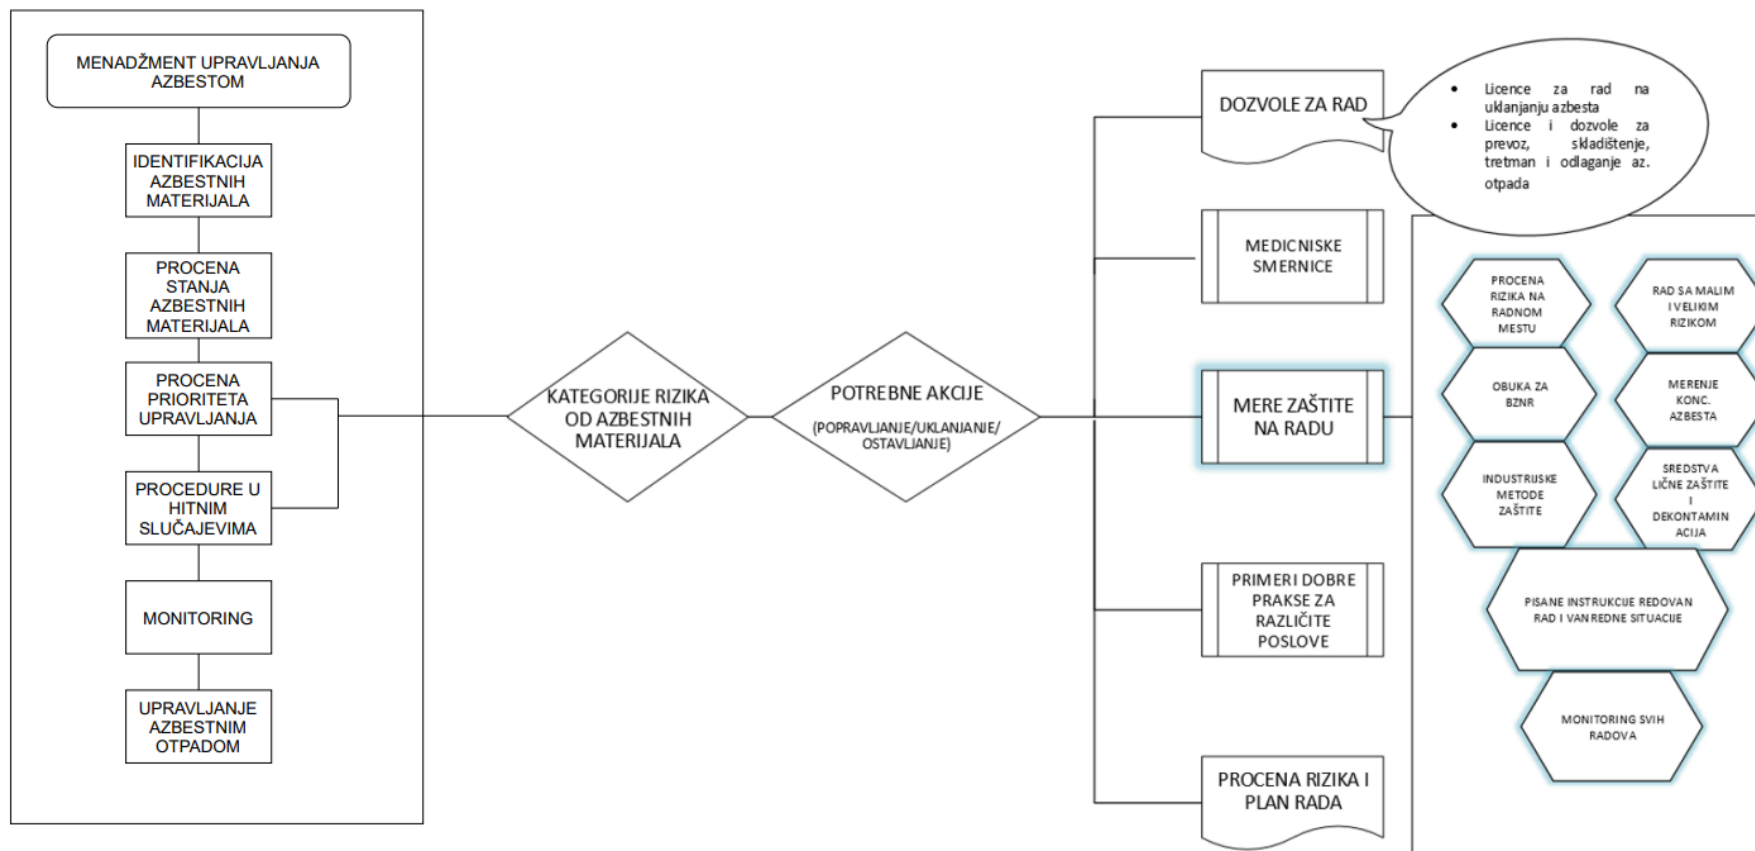 MENADŽMENT UPRAVLJANJA
AZBESTOM
IDENTIFIKACIJA
AZBESTNIH
MATERIJALA
PROCENA
STANJA
AZBESTNIH
MATERIJALA
PROCENA
PRIORITETA
UPRAVLJANJA
PROCEDURE U
HITNIM
SLUČAJEVIMA
MONITORING
UPRAVLJANJE
AZBESTNIM
OTPADOM
KATEGORIJE RIZIKA
OD AZBESTNIH
MATERIJALA
POTREBNE AKCIJE
(POPRAVLJANJE/UKLANJANJE/
OSTAVLJANJE)
DOZVOLE ZA RAD
• Licence za rad na
uklanjanju azbesta
• Licence i dozvole za
prevoz, skladištenje,
tretman i odlaganje az.
otpada
MEDICNISKE
SMERNICE
MERE ZAŠTITE
NA RADU
PRIMERI DOBRE
PRAKSE ZA
RAZLIČITE
POSLOVE
PROCENA RIZIKA I
PLAN RADA
PROCENA
RIZIKA NA
RADNOM
MESTU
RAD SA MALIM
I VELIKIM
RIZIKOM
OBUKA ZA
BZNR
MERENJE
KONC.
AZBESTA
INDUSTRIJSKE
METODE
ZAŠTITE
SREDSTVA
LIČNE ZAŠTITE
I
DEKONTAMIN
ACIJA
PISANE INSTRUKCIJE REDOVAN
RAD I VANREDNE SITUACIJE
MONITORING SVIH
RADOVA